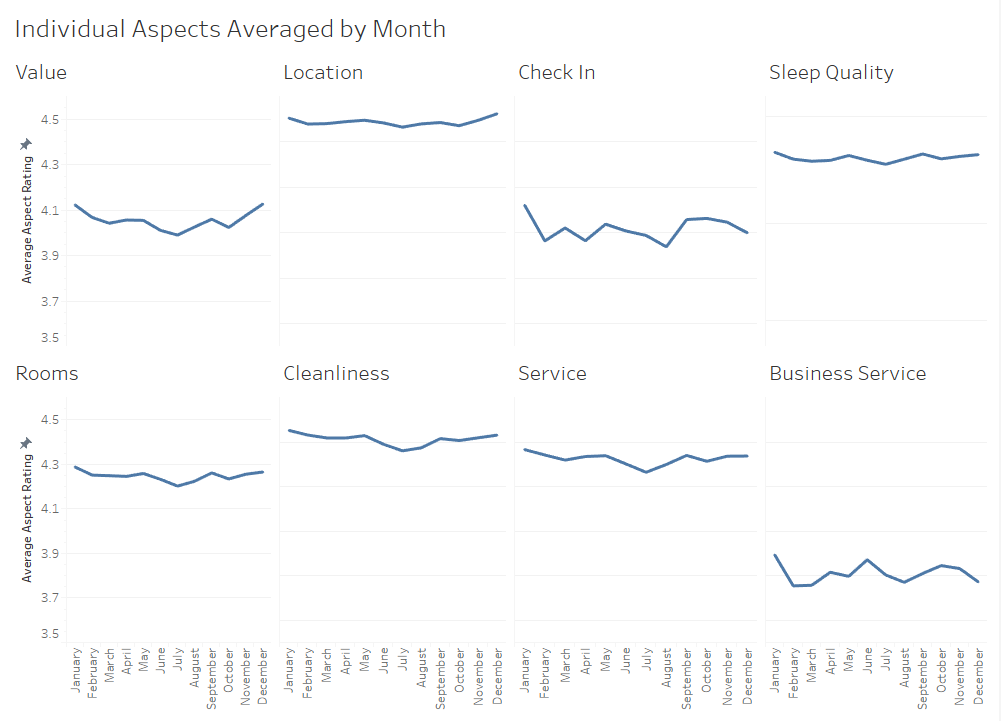 Individual Aspects Averaged by Month
Value
Location
Check In
Sleep Quality
Average Aspect Rating
4.5
4.3
4.1
3.9
3.7
3.5
Rooms
Cleanliness
Service
Business Service
Average Aspect Rating
4.5
4.3
4.1
3.9
3.7
3.5
January
February
March
April
May
June
July
August
September
October
November
December
January
February
March
April
May
June
July
August
September
October
November
December
January
February
March
April
May
June
July
August
September
October
November
December
January
February
March
April
May
June
July
August
September
October
November
December